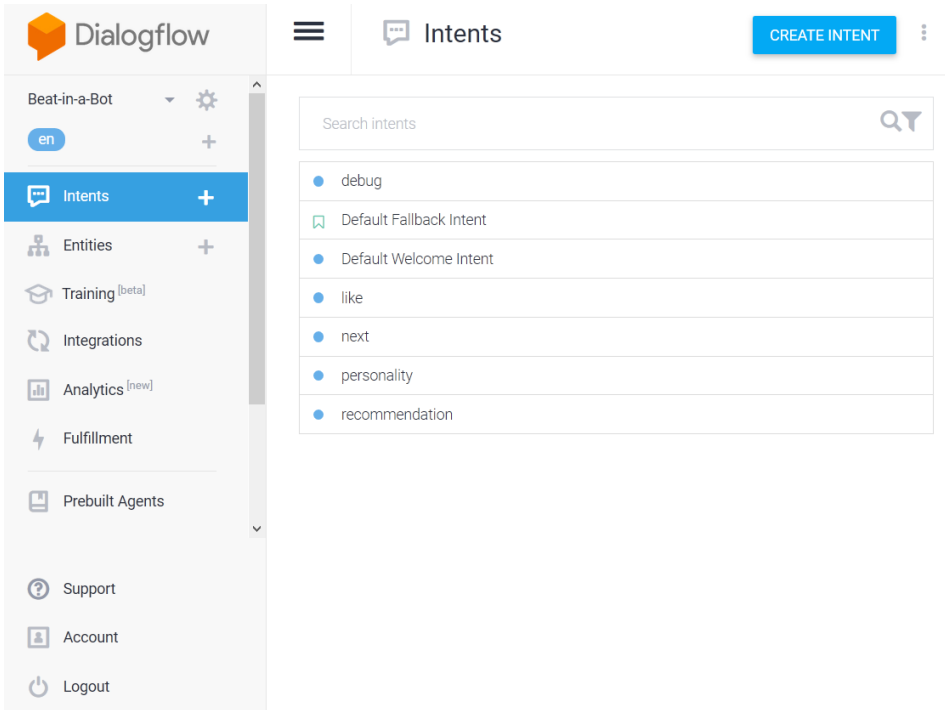 Dialogflow
Intents
CREATE INTENT
Beat-in-a-Bot
en
Intents
Entities
Training [beta]
Integrations
Analytics [new]
Fulfillment
Prebuilt Agents
Support
Account
Logout
Search intents
debug
Default Fallback Intent
Default Welcome Intent
like
next
personality
recommendation